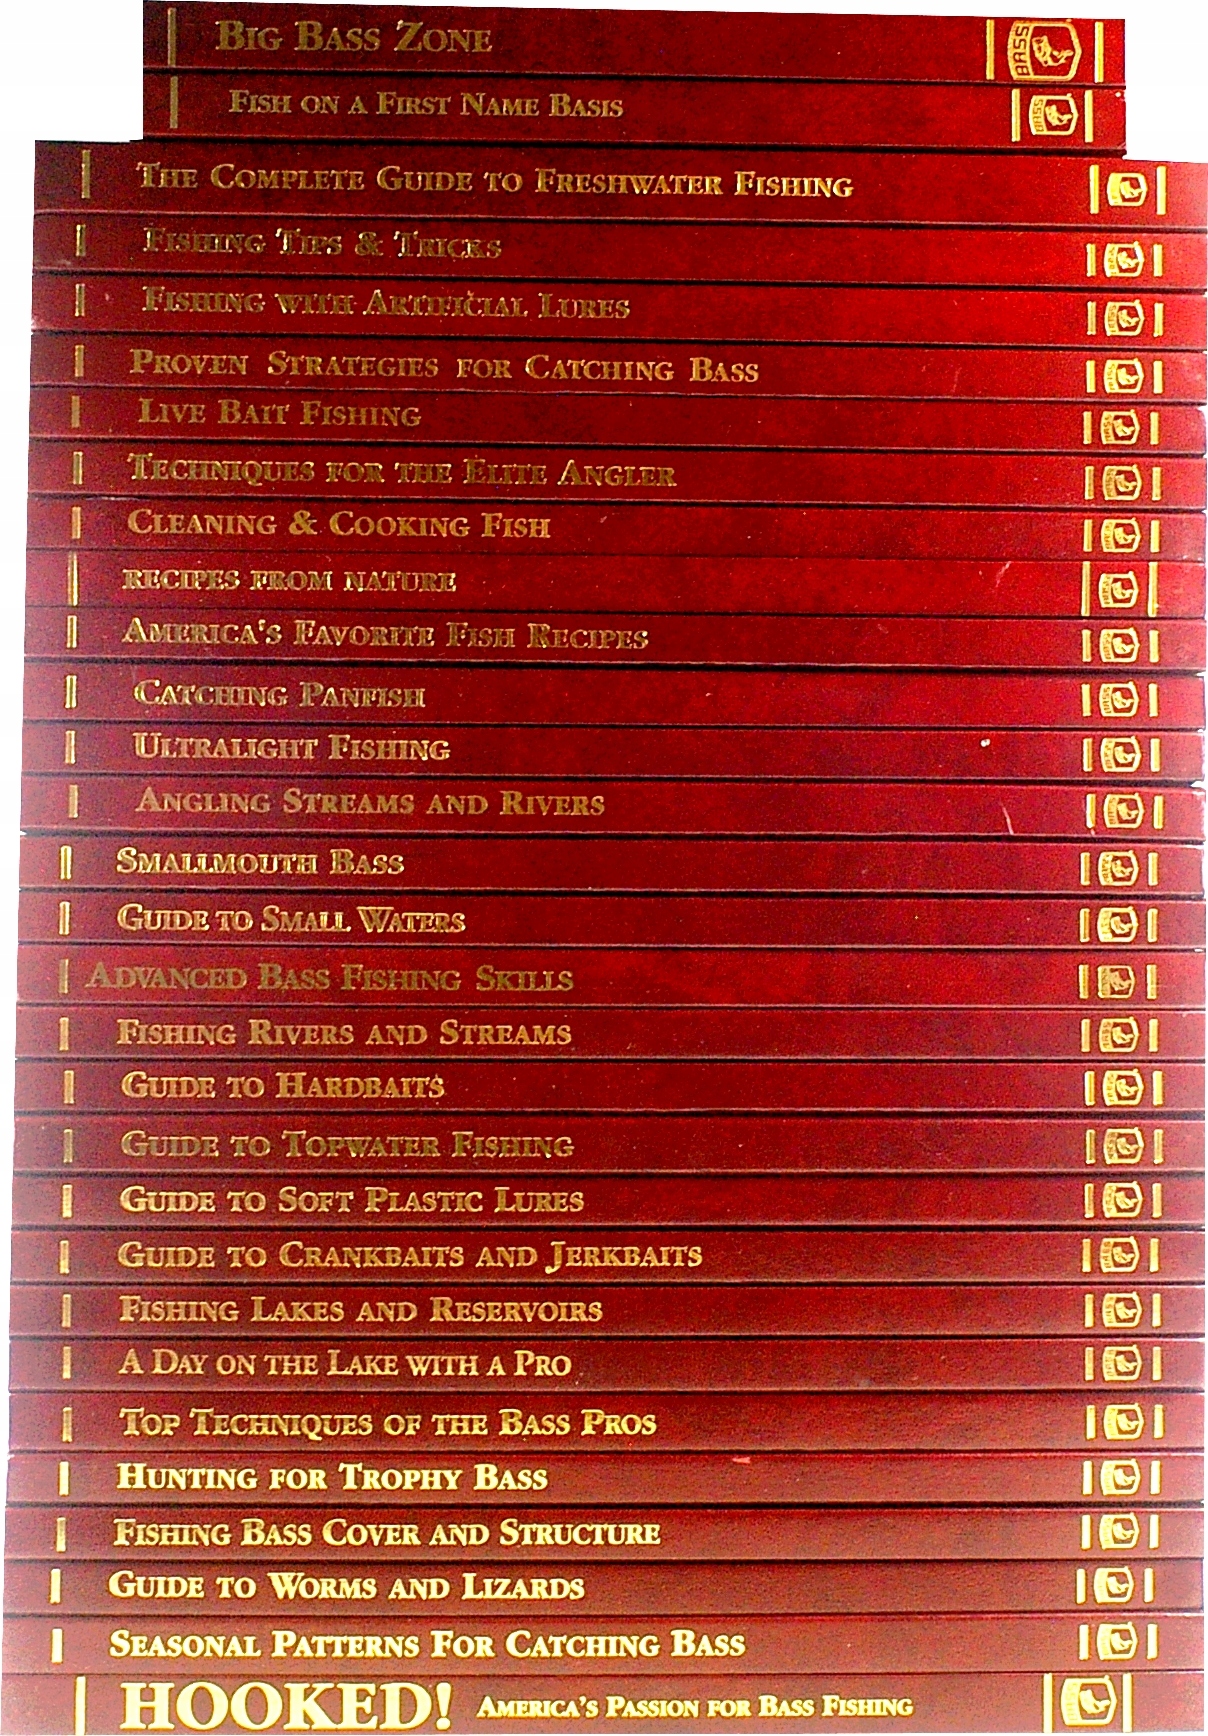 BIG BASS ZONE
BASS
FISH ON A FIRST NAME BASIS
BASS
THE COMPLETE GUIDE TO FRESHWATER FISHING
FISHING TIPS & TRICKS
FISHING WITH ARTIFICIAL LURES
PROVEN STRATEGIES FOR CATCHING BASS
LIVE BAIT FISHING
TECHNIQUES FOR THE ELITE ANGLER
CLEANING & COOKING FISH
RECIPES FROM NATURE
AMERICA'S FAVORITE FISH RECIPES
CATCHING PANFISH
ULTRALIGHT FISHING
ANGLING STREAMS AND RIVERS
SMALLMOUTH BASS
GUIDE TO SMALL WATERS
ADVANCED BASS FISHING SKILLS
FISHING RIVERS AND STREAMS
GUIDE TO HARDBAITS
GUIDE TO TOPWATER FISHING
GUIDE TO SOFT PLASTIC LURES
GUIDE TO CRANKBAITS AND JERKBAITS
FISHING LAKES AND RESERVOIRS
A DAY ON THE LAKE WITH A PRO
TOP TECHNIQUES OF THE BASS PROS
HUNTING FOR TROPHY BASS
FISHING BASS COVER AND STRUCTURE
GUIDE TO WORMS AND LIZARDS
SEASONAL PATTERNS FOR CATCHING BASS
HOOKED! AMERICA'S PASSION FOR BASS FISHING